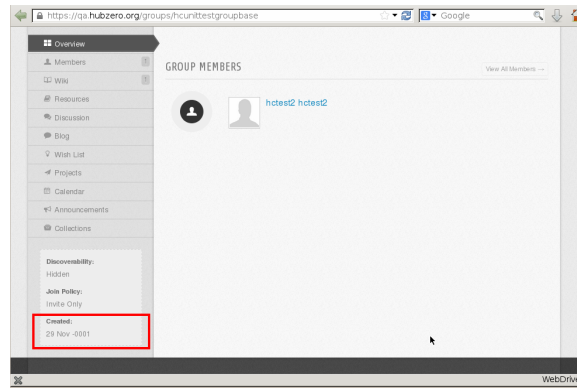 https://qa.hubzero.org/groups/hcunittestgroupbase
Google
Overview
Members
Wiki
Resources
Discussion
Blog
Wish List
Projects
Calendar
Announcements
Collections
Discoverability:
Hidden
Join Policy:
Invite Only
Created:
29 Nov -0001
GROUP MEMBERS
View All Members →
hctest2 hctest2
WebDrive